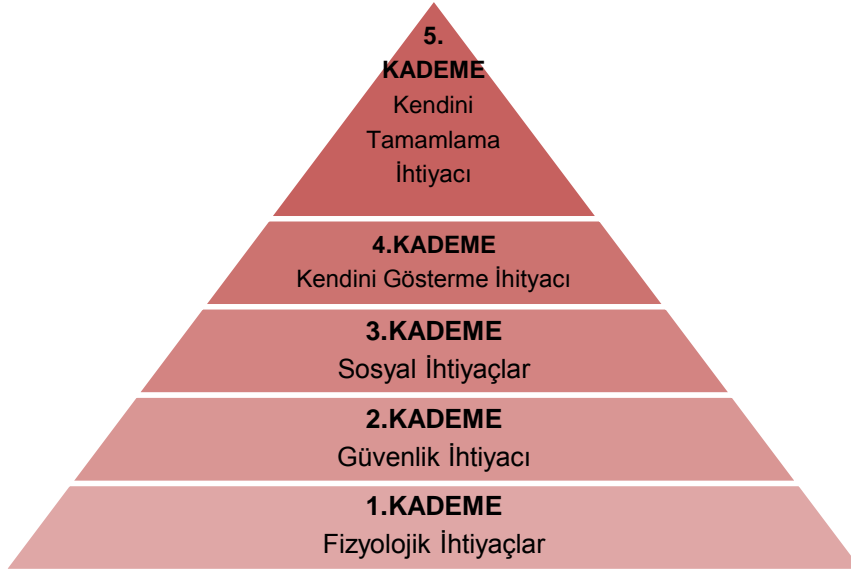 5.
KADEME
Kendini
Tamamlama
İhtiyacı
4.KADEME
Kendini Gösterme İhityacı
3.KADEME
Sosyal İhtiyaçlar
2.KADEME
Güvenlik İhtiyacı
1.KADEME
Fizyolojik İhtiyaçlar